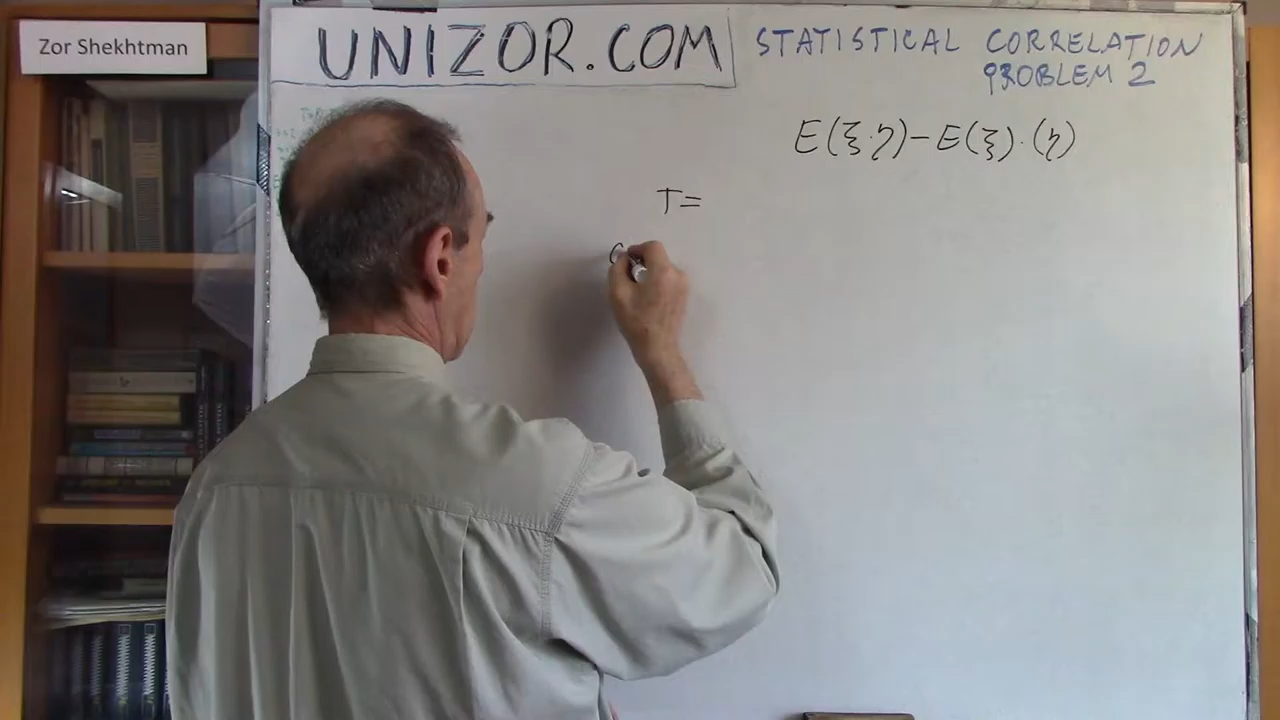 Zor Shekhtman
UNIZOR.COM
STATISTICAL CORRELATION
PROBLEM 2
E(ξ·η)-E(ξ)·(η)
T=